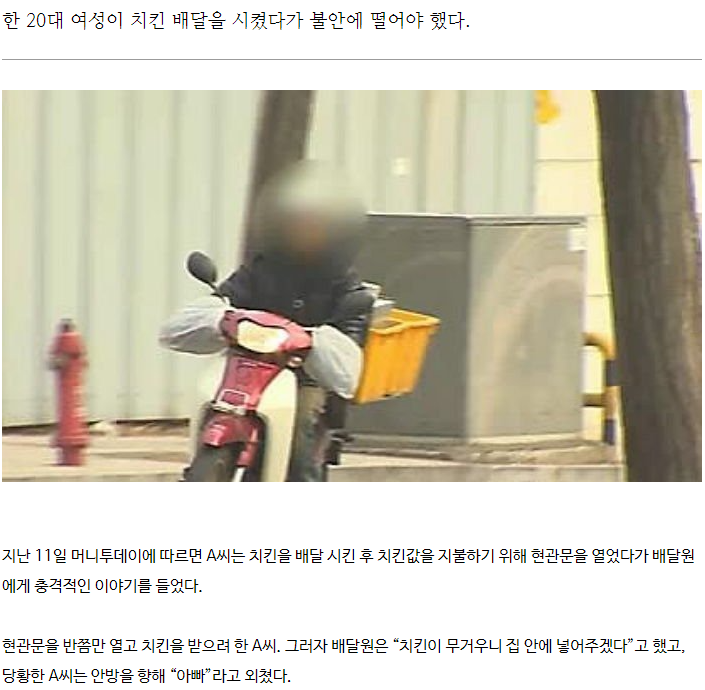 한 20대 여성이 치킨 배달을 시켰다가 불안에 떨어야 했다.
지난 11일 머니투데이에 따르면 A씨는 치킨을 배달 시킨 후 치킨값을 지불하기 위해 현관문을 열었다가 배달원
에게 충격적인 이야기를 들었다.
현관문을 반쯤만 열고 치킨을 받으려 한 A씨. 그러자 배달원은 “치킨이 무거우니 집 안에 넣어주겠다”고 했고,
당황한 A씨는 안방을 향해 “아빠”라고 외쳤다.